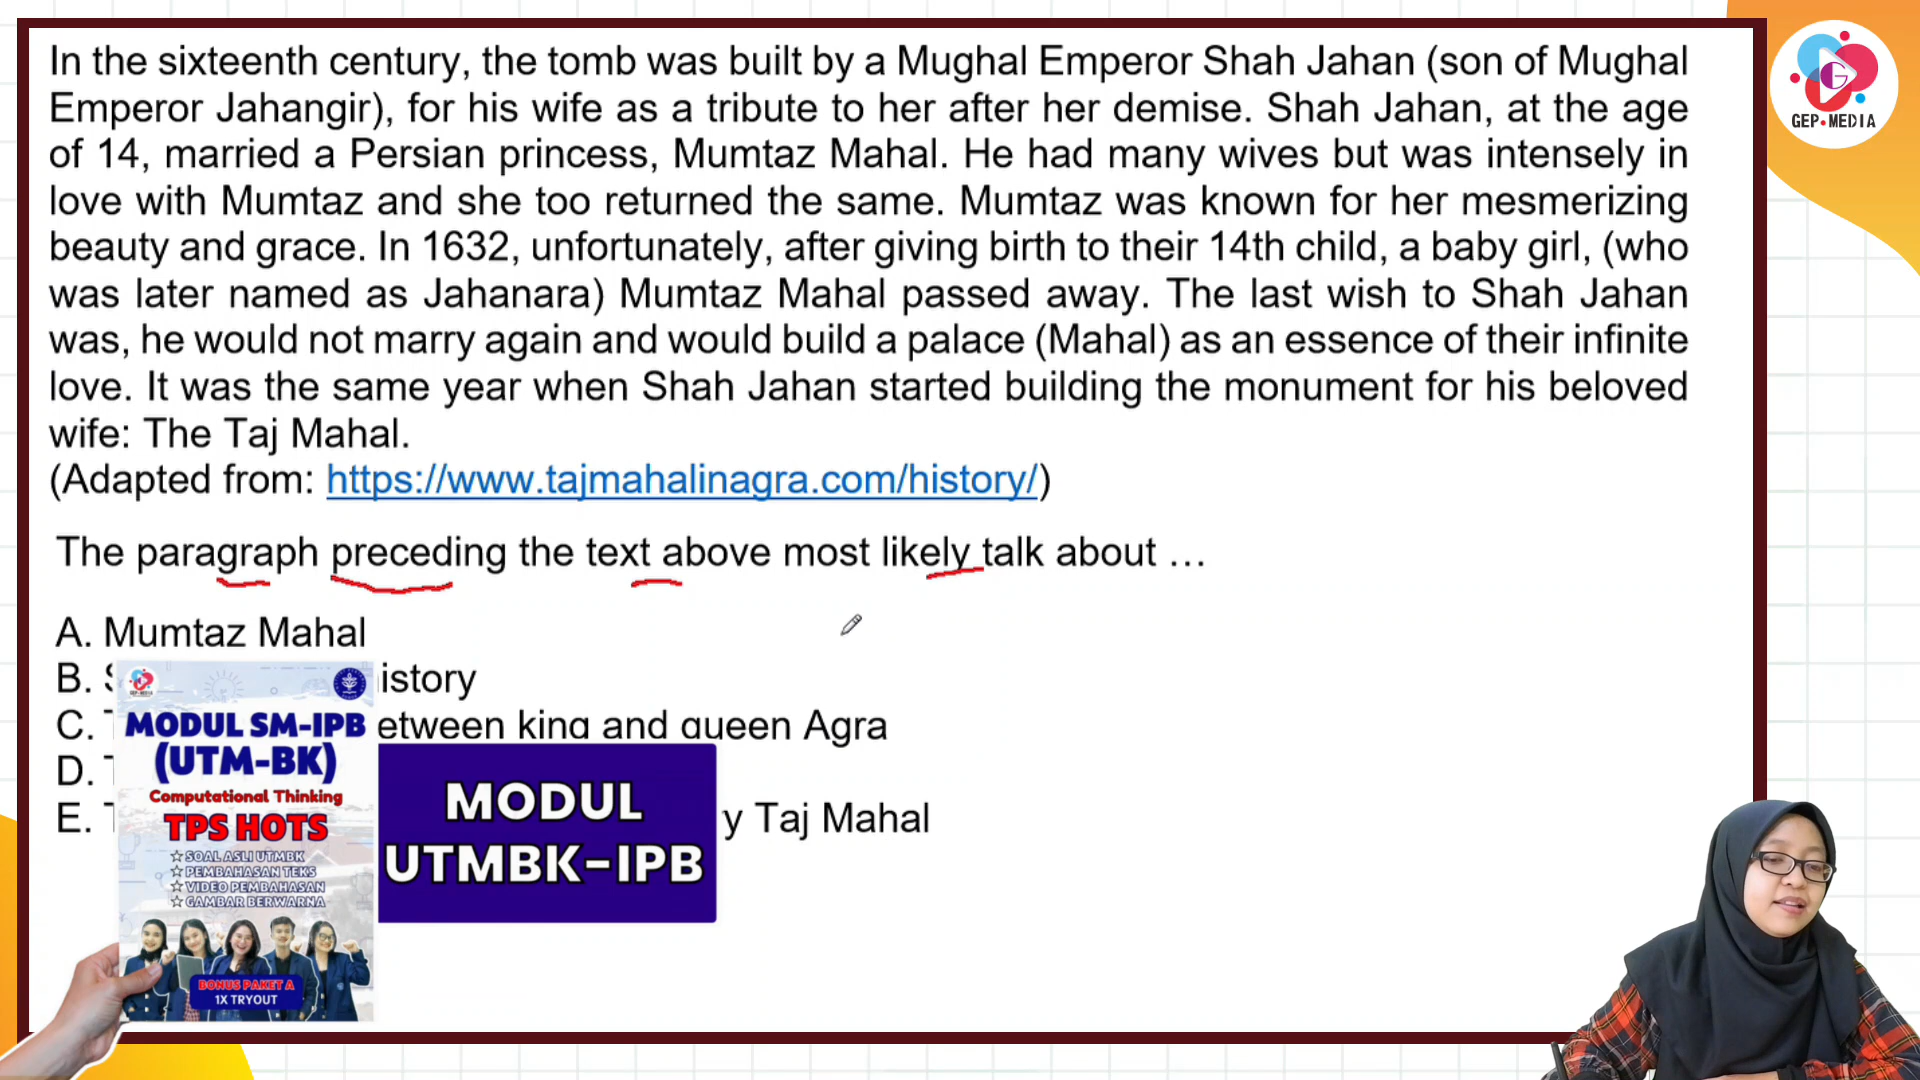 In the sixteenth century, the tomb was built by a Mughal Emperor Shah Jahan (son of Mughal
Emperor Jahangir), for his wife as a tribute to her after her demise. Shah Jahan, at the age
of 14, married a Persian princess, Mumtaz Mahal. He had many wives but was intensely in
love with Mumtaz and she too returned the same. Mumtaz was known for her mesmerizing
beauty and grace. In 1632, unfortunately, after giving birth to their 14th child, a baby girl, (who
was later named as Jahanara) Mumtaz Mahal passed away. The last wish to Shah Jahan
was, he would not marry again and would build a palace (Mahal) as an essence of their infinite
love. It was the same year when Shah Jahan started building the monument for his beloved
wife: The Taj Mahal.
(Adapted from: https://www.tajmahalinagra.com/history/)
The paragraph preceding the text above most likely talk about …
A. Mumtaz Mahal
B.
C. king and queen Agra
D.
E. Taj Mahal
GEP•MEDIA
MODUL SM-IPB
(UTM-BK)
Computational Thinking
TPS HOTS
☆ SOAL ASLI UTMBK
☆ PEMBAHASAN TEKS
☆ VIDEO PEMBAHASAN
☆ GAMBAR BERWARNA
BONUS PAKET A
1X TRYOUT
MODUL
UTMBK-IPB